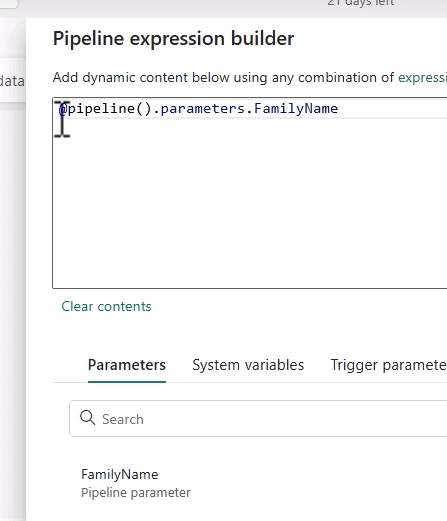 21 days left
Pipeline expression builder
data
Add dynamic content below using any combination of expressi
@pipeline().parameters.FamilyName
Clear contents
Parameters System variables Trigger paramete
Search
FamilyName
Pipeline parameter